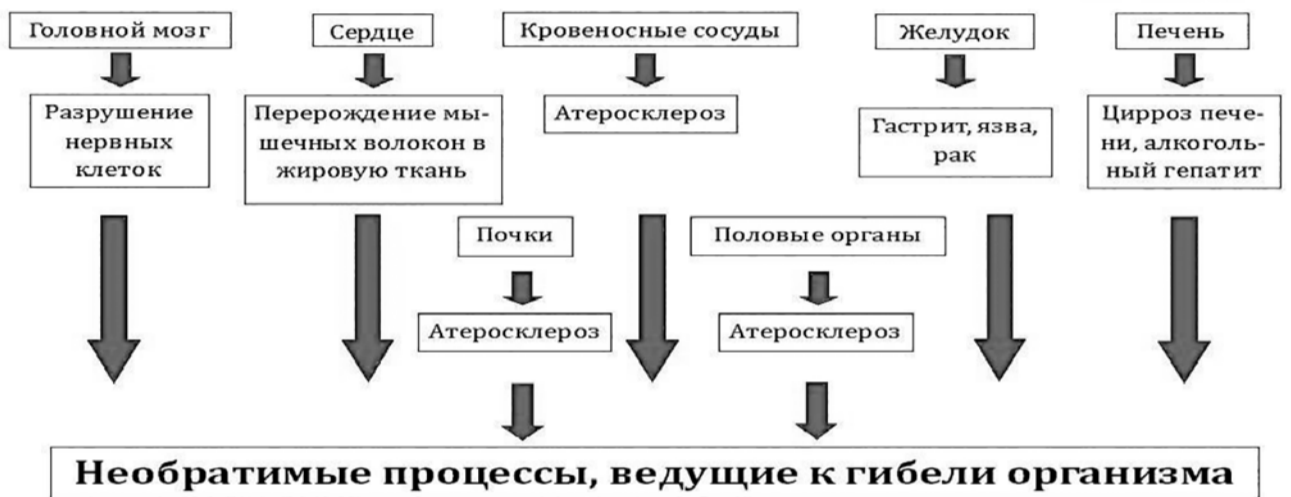 Головной мозг
Сердце
Кровеносные сосуды
Желудок
Печень
Разрушение
нервных
клеток
Перерождение мы-
шечных волокон в
жировую ткань
Атеросклероз
Гастрит, язва,
рак
Цирроз пече-
ни, алкоголь-
ный гепатит
Почки
Половые органы
Атеросклероз
Атеросклероз
Необратимые процессы, ведущие к гибели организма